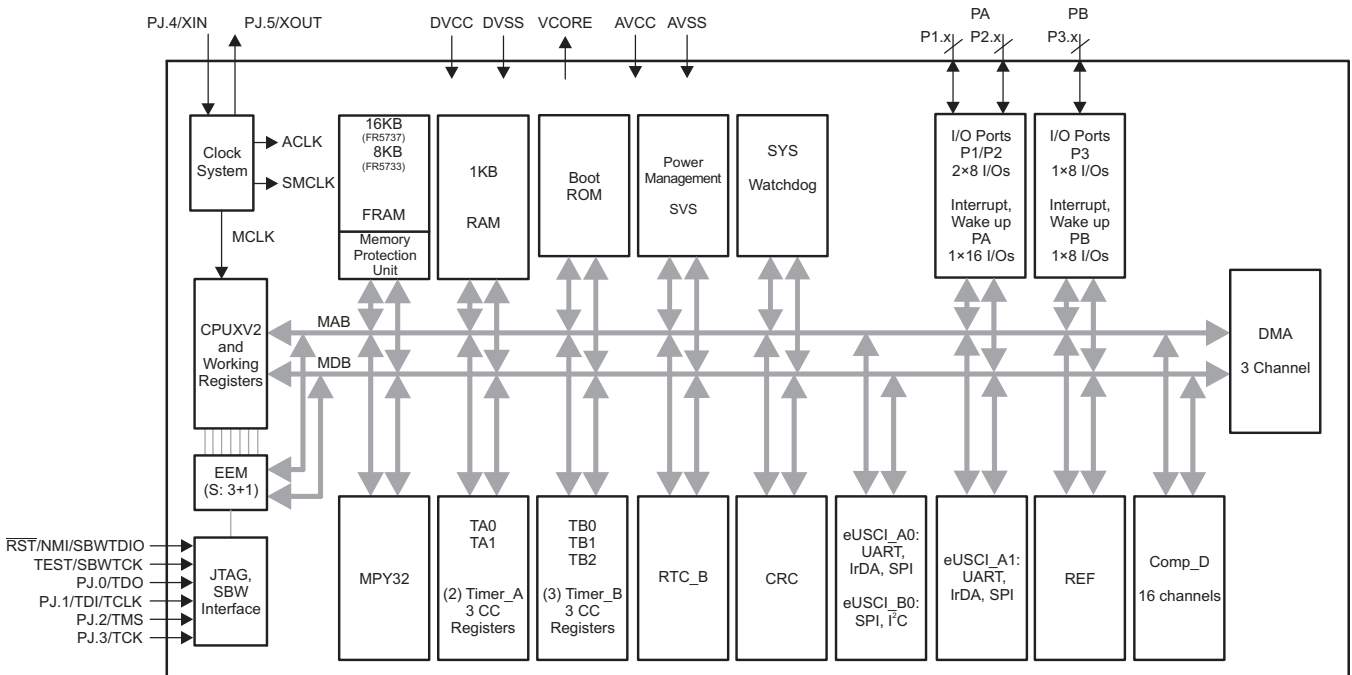 PJ.4/XIN
PJ.5/XOUT
DVCC
DVSS
VCORE
AVCC
AVSS
PA
P1.x
P2.x
PB
P3.x
Clock
System
ACLK
SMCLK
MCLK
16KB
(FR5737)
8KB
(FR5733)
FRAM
Memory
Protection
Unit
1KB
RAM
Boot
ROM
Power
Management
SVS
SYS
Watchdog
I/O Ports
P1/P2
2×8 I/Os
Interrupt,
Wake up
PA
1×16 I/Os
I/O Ports
P3
1×8 I/Os
Interrupt,
Wake up
PB
1×8 I/Os
CPUXV2
and
Working
Registers
MAB
MDB
DMA
3 Channel
EEM
(S: 3+1)
RST/NMI/SBWTDIO
TEST/SBWTCK
PJ.0/TDO
PJ.1/TDI/TCLK
PJ.2/TMS
PJ.3/TCK
JTAG,
SBW
Interface
MPY32
TA0
TA1
(2) Timer_A
3 CC
Registers
TB0
TB1
TB2
(3) Timer_B
3 CC
Registers
RTC_B
CRC
eUSCI_A0:
UART,
IrDA, SPI
eUSCI_B0:
SPI, I²C
eUSCI_A1:
UART,
IrDA, SPI
REF
Comp_D
16 channels